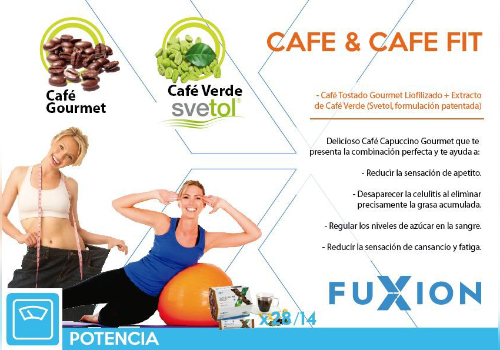 CAFE & CAFE FIT
Café
Gourmet
Café Verde
svetol®
- Café Tostado Gourmet Liofilizado + Extracto
de Café Verde (Svetol, formulación patentada)
Delicioso Café Capuccino Gourmet que te
presenta la combinación perfecta y te ayuda a:
- Reducir la sensación de apetito.
- Desaparecer la celulitis al eliminar
precisamente la grasa acumulada.
- Regular los niveles de azúcar en la sangre.
- Reducir la sensación de cansancio y fatiga.
x28/14
FUXION
POTENCIA